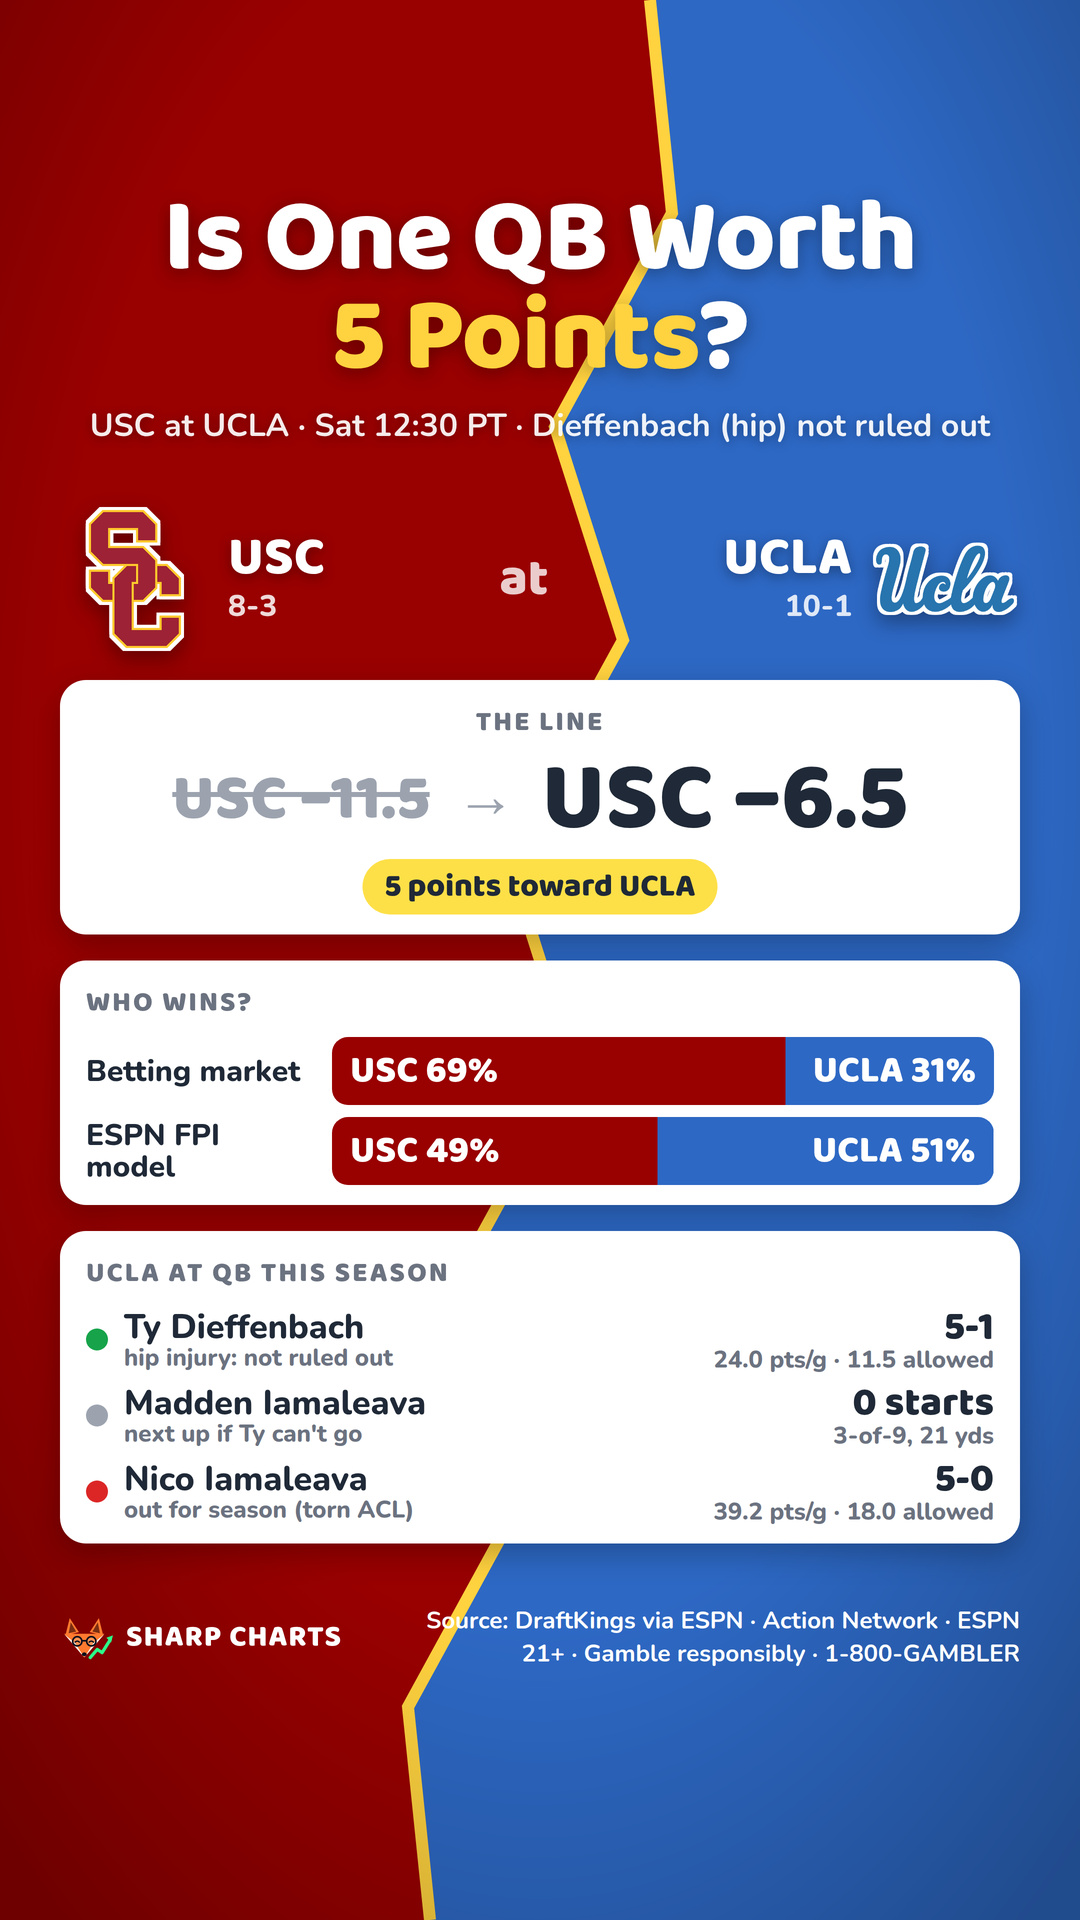 Is One QB Worth
5 Points?
USC at UCLA · Sat 12:30 PT · Dieffenbach (hip) not ruled out
SC
USC
8-3
at
UCLA
10-1
Ucla
THE LINE
USC −11.5 → USC −6.5
5 points toward UCLA
WHO WINS?
Betting market
USC 69% UCLA 31%
ESPN FPI
model
USC 49% UCLA 51%
UCLA AT QB THIS SEASON
Ty Dieffenbach 5-1
hip injury: not ruled out 24.0 pts/g · 11.5 allowed
Madden Iamaleava 0 starts
next up if Ty can't go 3-of-9, 21 yds
Nico Iamaleava 5-0
out for season (torn ACL) 39.2 pts/g · 18.0 allowed
SHARP CHARTS
Source: DraftKings via ESPN · Action Network · ESPN
21+ · Gamble responsibly · 1-800-GAMBLER